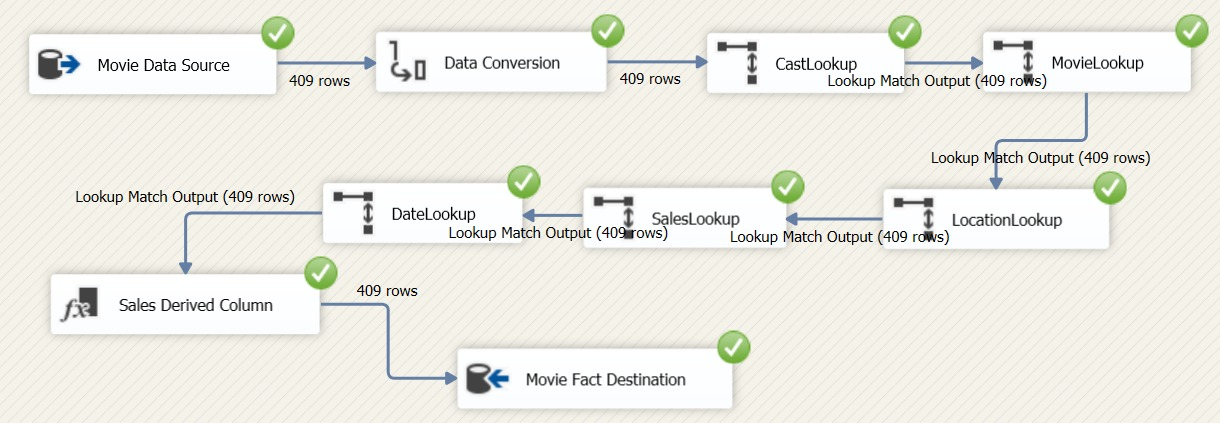 Movie Data Source
409 rows
Data Conversion
409 rows
CastLookup
Lookup Match Output (409 rows)
MovieLookup
Lookup Match Output (409 rows)
LocationLookup
Lookup Match Output (409 rows)
SalesLookup
Lookup Match Output (409 rows)
DateLookup
Lookup Match Output (409 rows)
fx
Sales Derived Column
409 rows
Movie Fact Destination